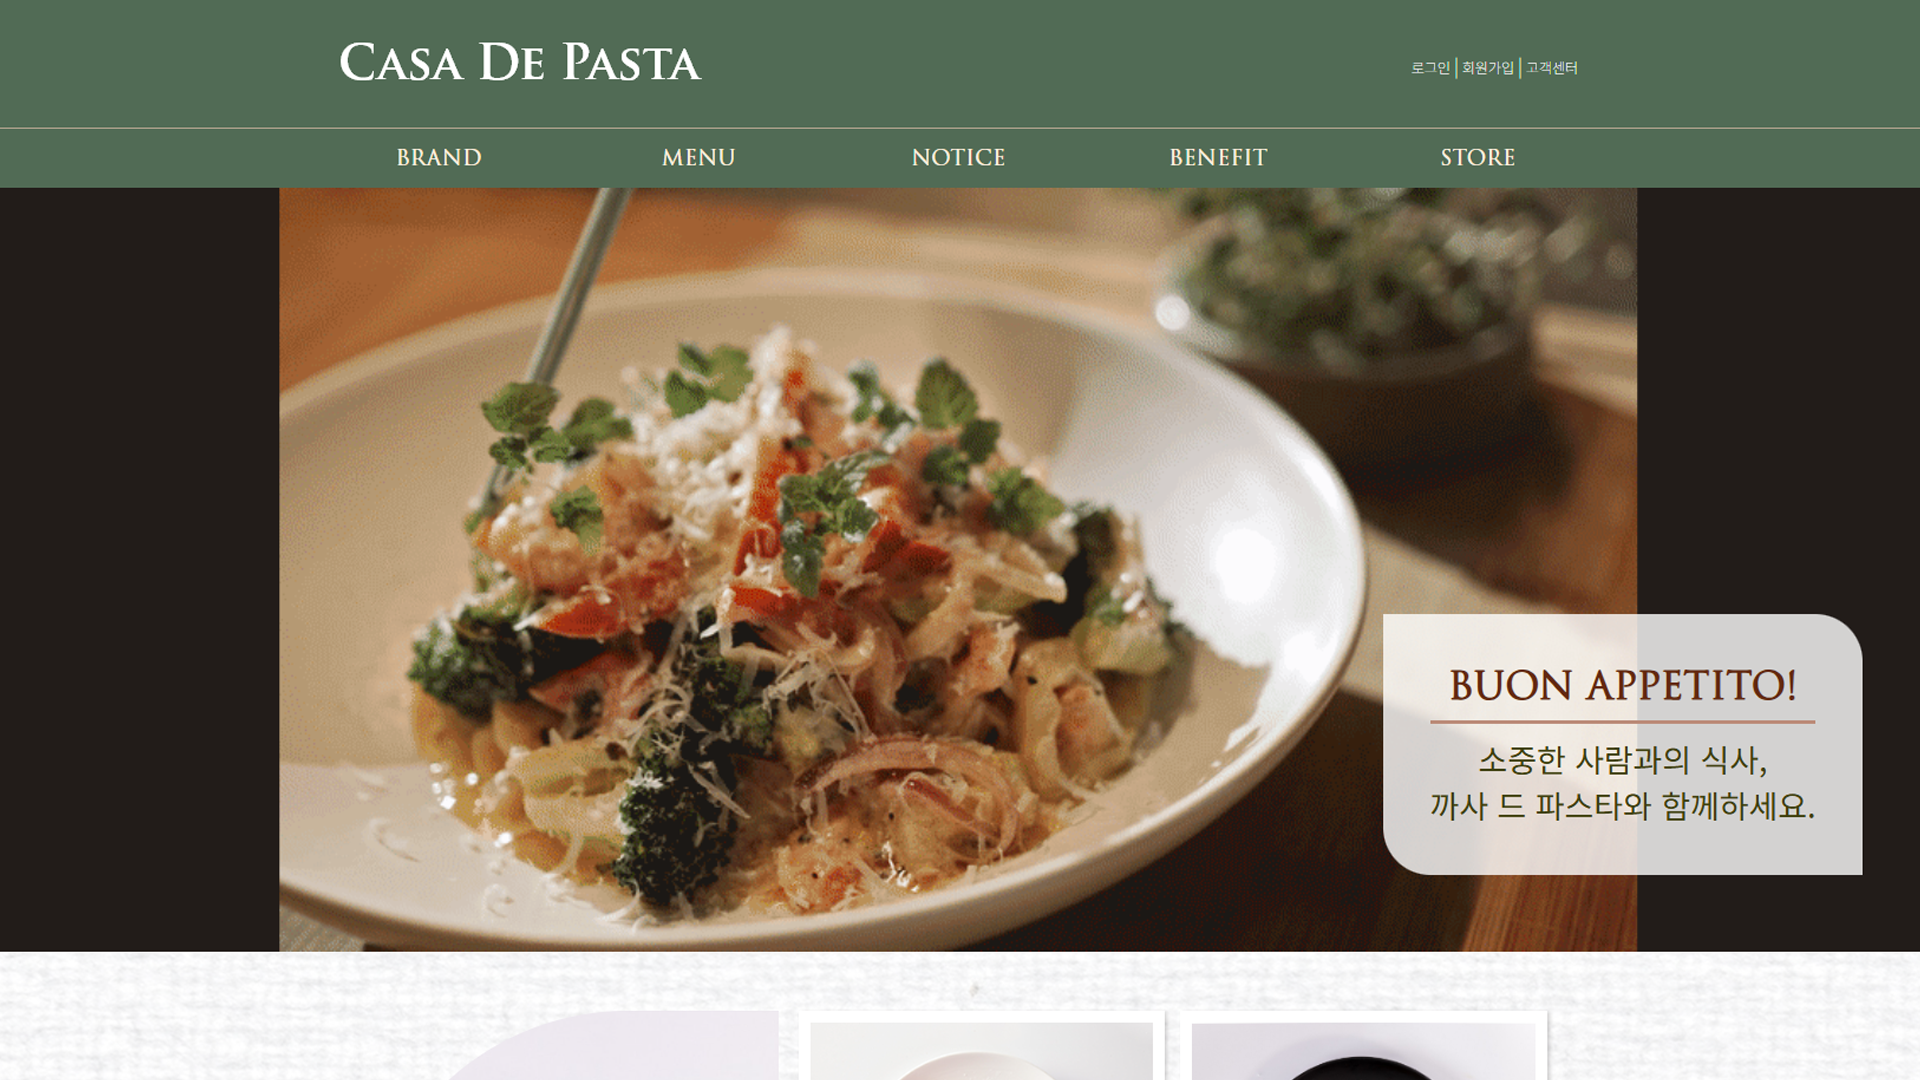 CASA DE PASTA
로그인 | 회원가입 | 고객센터
BRAND MENU NOTICE BENEFIT STORE
BUON APPETITO!
소중한 사람과의 식사,
까사 드 파스타와 함께하세요.